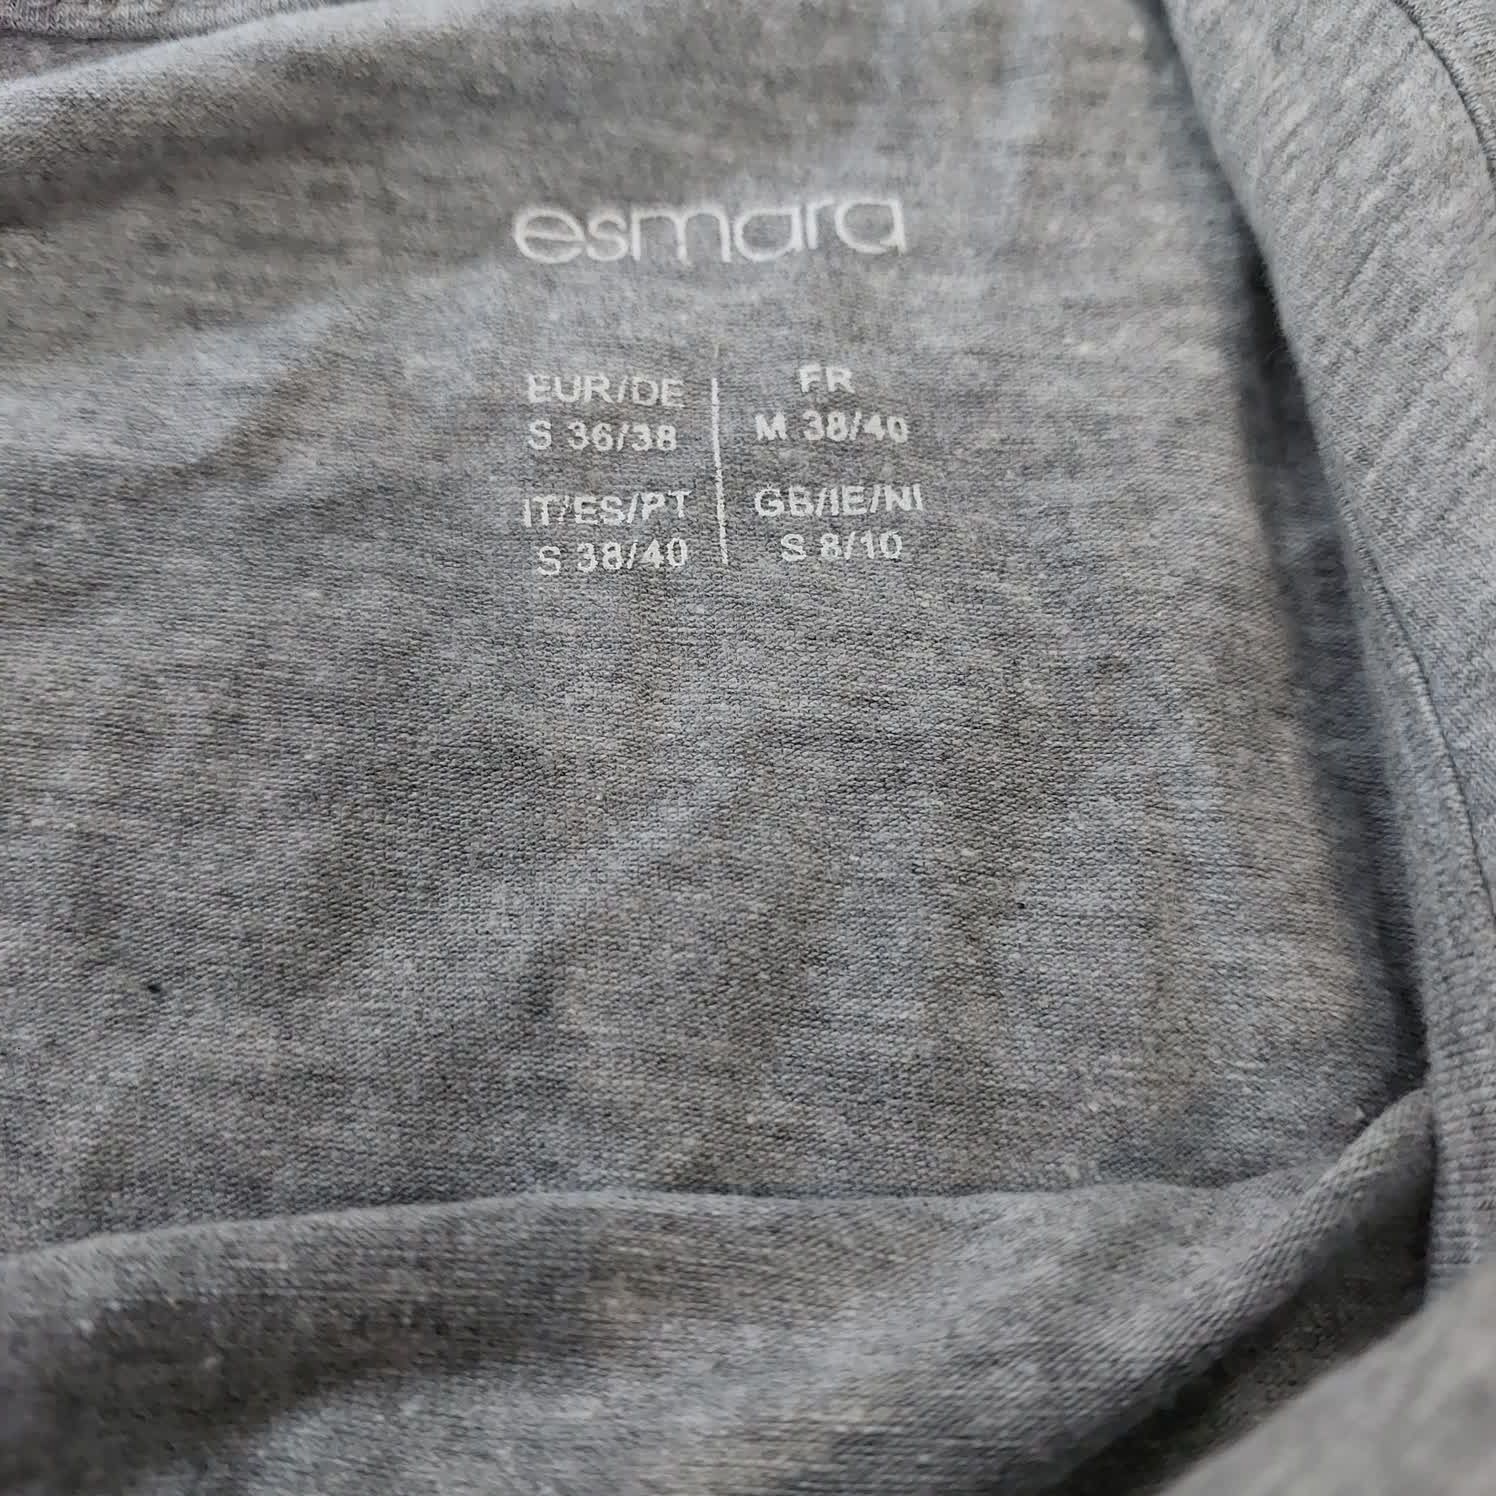 esmara
EUR/DE
S 36/38
FR
M 38/40
IT/ES/PT
S 38/40
GB/IE/NI
S 8/10